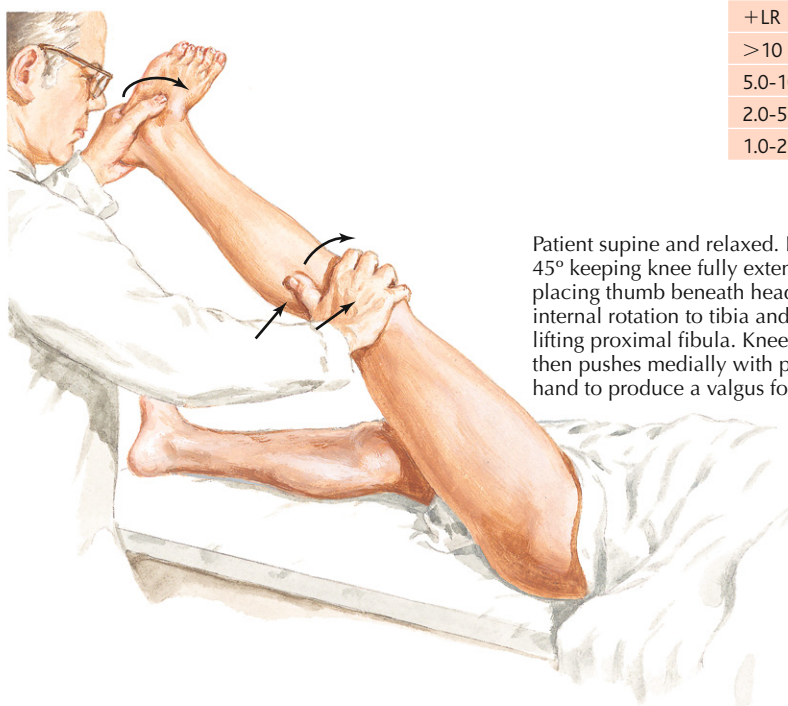 +LR
>10
5.0-1
2.0-5
1.0-2
Patient supine and relaxed.
45º keeping knee fully exten
placing thumb beneath head
internal rotation to tibia and
lifting proximal fibula. Knee
then pushes medially with p
hand to produce a valgus fo